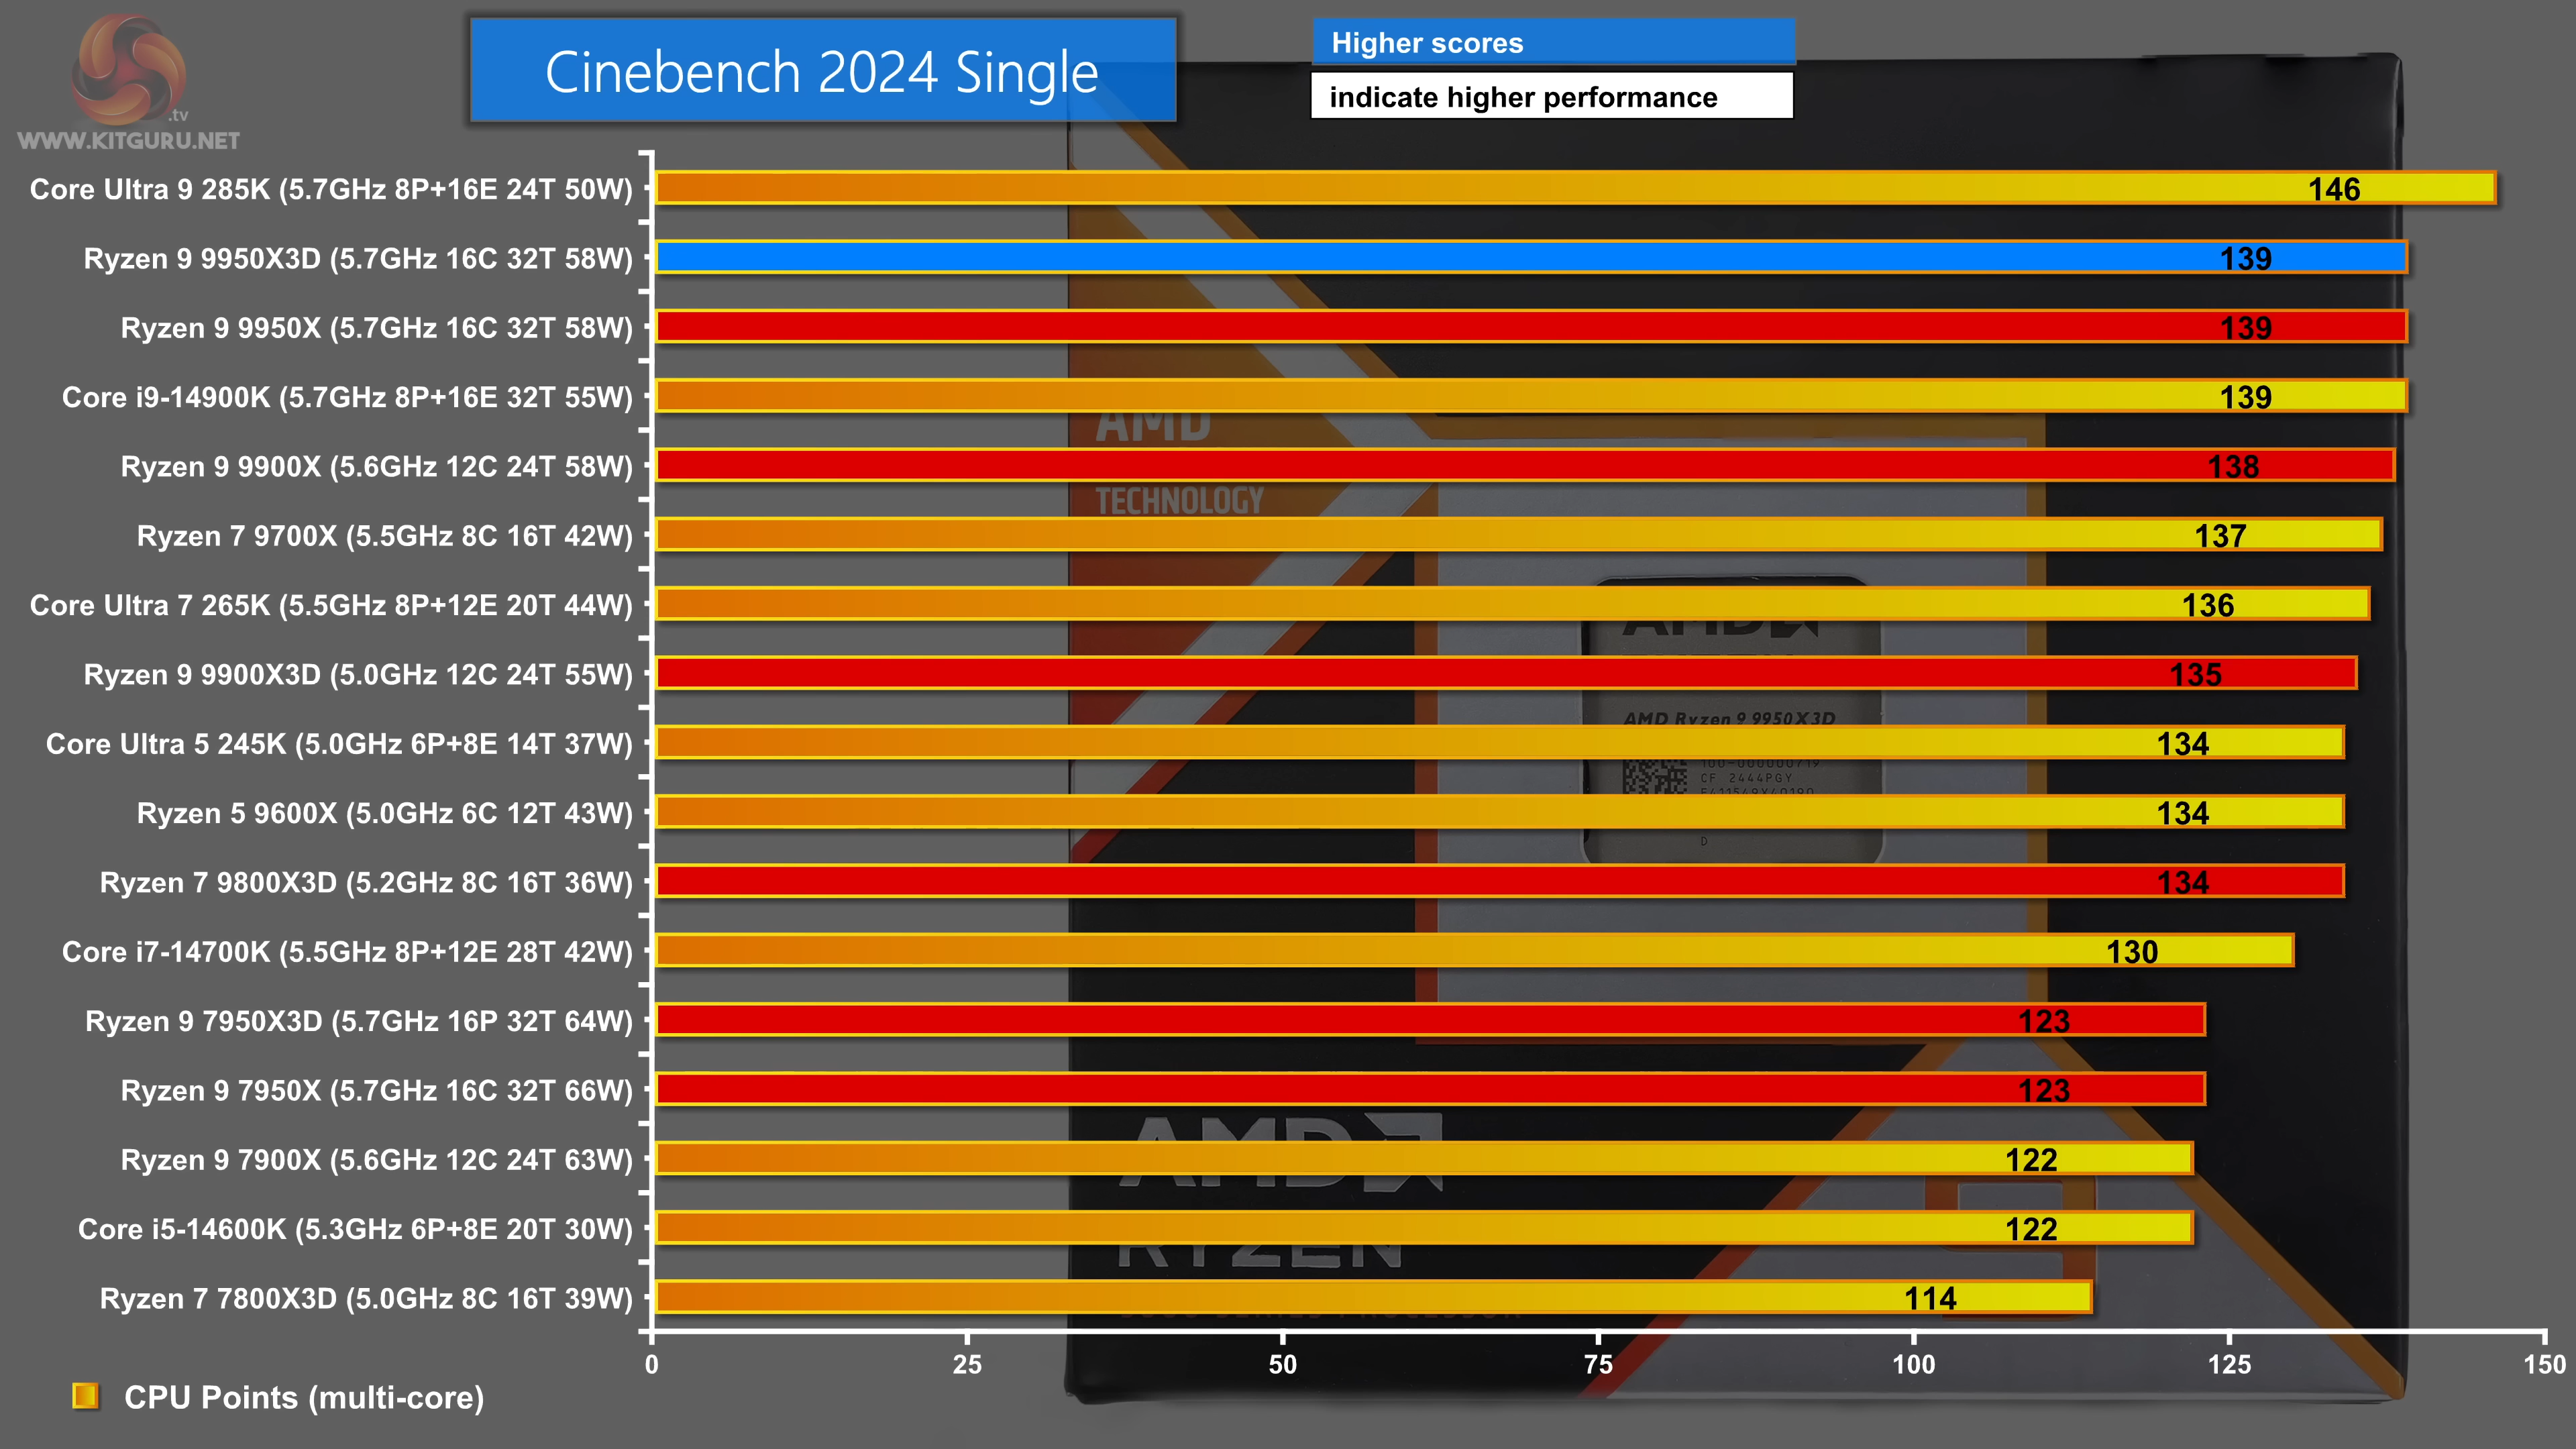 .tv
WWW.KITGURU.NET
Cinebench 2024 Single
Higher scores
indicate higher performance
Core Ultra 9 285K (5.7GHz 8P+16E 24T 50W) 146
Ryzen 9 9950X3D (5.7GHz 16C 32T 58W) 139
Ryzen 9 9950X (5.7GHz 16C 32T 58W) 139
Core i9-14900K (5.7GHz 8P+16E 32T 55W) 139
AMD
Ryzen 9 9900X (5.6GHz 12C 24T 58W) 138
TECHNOLOGY
Ryzen 7 9700X (5.5GHz 8C 16T 42W) 137
Core Ultra 7 265K (5.5GHz 8P+12E 20T 44W) 136
AMD
Ryzen 9 9900X3D (5.0GHz 12C 24T 55W) 135
AMD Ryzen 9 9950X3D
Core Ultra 5 245K (5.0GHz 6P+8E 14T 37W) 134
CF 2444PGY
Ryzen 5 9600X (5.0GHz 6C 12T 43W) 134
D
Ryzen 7 9800X3D (5.2GHz 8C 16T 36W) 134
Core i7-14700K (5.5GHz 8P+12E 28T 42W) 130
Ryzen 9 7950X3D (5.7GHz 16P 32T 64W) 123
Ryzen 9 7950X (5.7GHz 16C 32T 66W) 123
AMD
Ryzen 9 7900X (5.6GHz 12C 24T 63W) 122
Core i5-14600K (5.3GHz 6P+8E 20T 30W) 122
RYZEN
9
Ryzen 7 7800X3D (5.0GHz 8C 16T 39W) 114
0 25 50 75 100 125 150
CPU Points (multi-core)